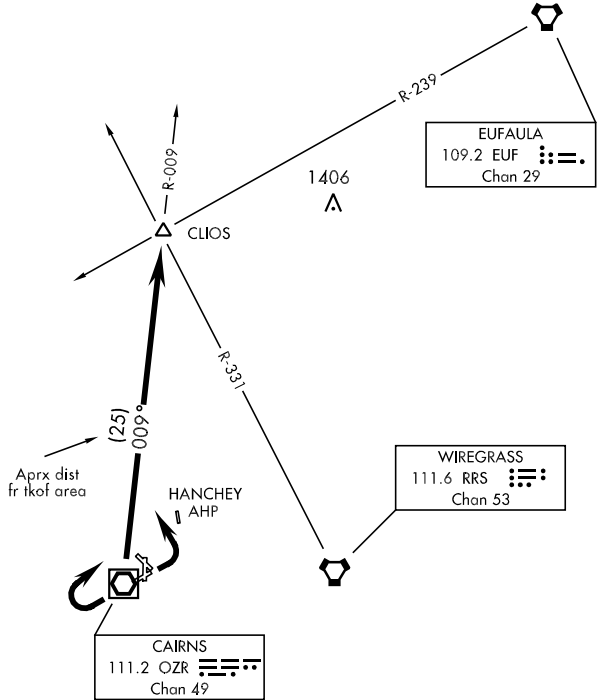 R-239
EUFAULA
109.2 EUF
Chan 29
R-009
1406
CLIOS
R-331
(25)
009°
Aprx dist
fr tkof area
WIREGRASS
111.6 RRS
Chan 53
HANCHEY
AHP
CAIRNS
111.2 OZR
Chan 49